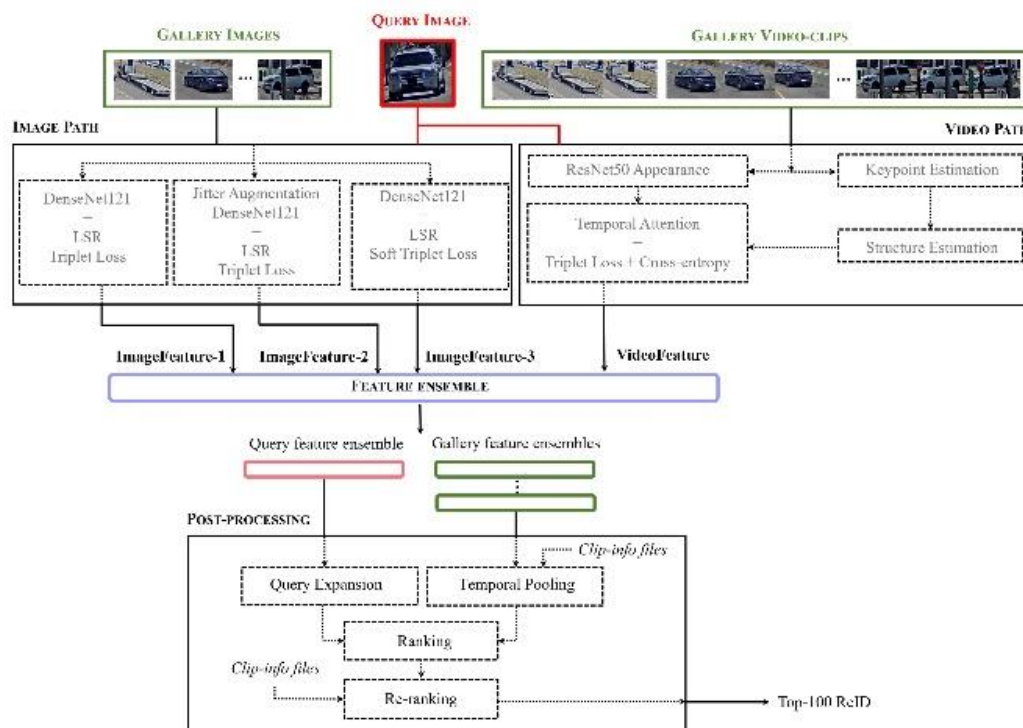 GALLERY IMAGES
QUERY IMAGE
GALLERY VIDEO-CLIPS
...
...
IMAGE PATH
VIDEO PATH
DenseNet121
–
LSR
Triplet Loss
Jitter Augmentation
DenseNet121
–
LSR
Triplet Loss
DenseNet121
LSR
Soft Triplet Loss
ResNet50 Appearance
Keypoint Estimation
Temporal Attention
–
Triplet Loss + Cross-entropy
Structure Estimation
ImageFeature-1
ImageFeature-2
ImageFeature-3
VideoFeature
FEATURE ENSEMBLE
Query feature ensemble
Gallery feature ensembles
POST-PROCESSING
Clip-info files
Query Expansion
Temporal Pooling
Ranking
Clip-info files
Re-ranking
Top-100 ReID